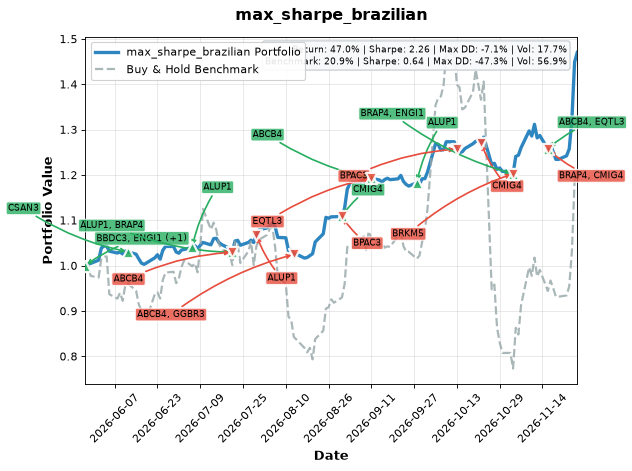 max_sharpe_brazilian
max_sharpe_brazilian Portfolio
Buy & Hold Benchmark
urn: 47.0% | Sharpe: 2.26 | Max DD: -7.1% | Vol: 17.7%
Benchmark: 20.9% | Sharpe: 0.64 | Max DD: -47.3% | Vol: 56.9%
1.5
1.4
1.3
1.2
1.1
1.0
0.9
0.8
Portfolio Value
CSAN3
ALUP1, BRAP4
BBDC3, ENGI1 (+1)
ALUP1
ABCB4
ABCB4, GGBR3
EQTL3
ALUP1
ABCB4
BPAC3
CMIG4
BPAC3
BRAP4, ENGI1
ALUP1
BRKM5
CMIG4
ABCB4, EQTL3
BRAP4, CMIG4
2026-06-07
2026-06-23
2026-07-09
2026-07-25
2026-08-10
2026-08-26
2026-09-11
2026-09-27
2026-10-13
2026-10-29
2026-11-14
Date